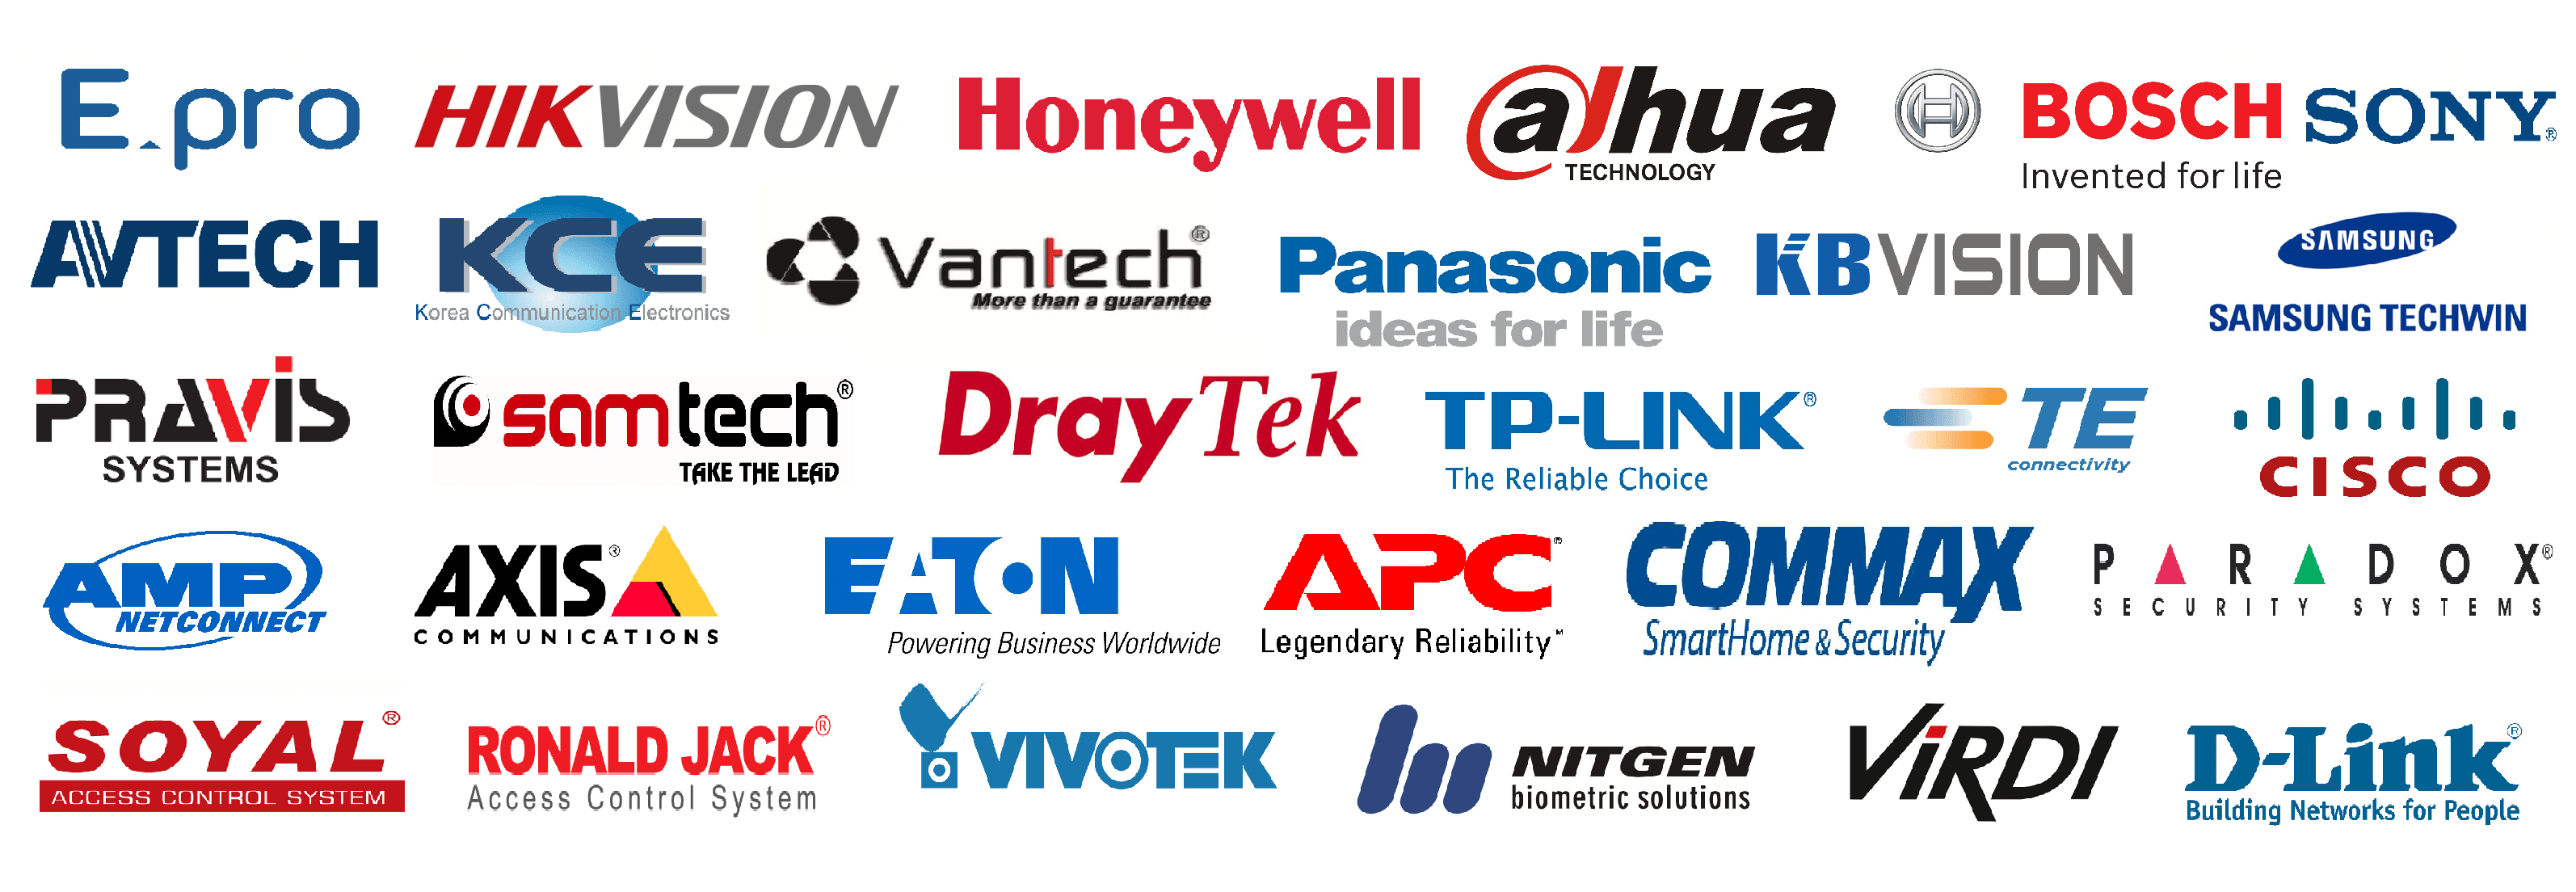 E.pro
HIKVISION
Honeywell
alhua
TECHNOLOGY
BOSCH
Invented for life
SONY®
AVTECH
KCE
Korea Communication Electronics
Vantech®
More than a guarantee
Panasonic
ideas for life
KBVISION
SAMSUNG
SAMSUNG TECHWIN
PRAVIS
SYSTEMS
samtech®
TAKE THE LEAD
DrayTek
TP-LINK®
The Reliable Choice
TE
connectivity
CISCO
AMP
NETCONNECT
AXIS®
COMMUNICATIONS
EATON
Powering Business Worldwide
APC®
Legendary Reliability™
COMMAX
SmartHome & Security
PARADOX®
SECURITY SYSTEMS
SOYAL®
ACCESS CONTROL SYSTEM
RONALD JACK®
Access Control System
VIVOTEK
NITGEN
biometric solutions
ViRDI
D-Link®
Building Networks for People